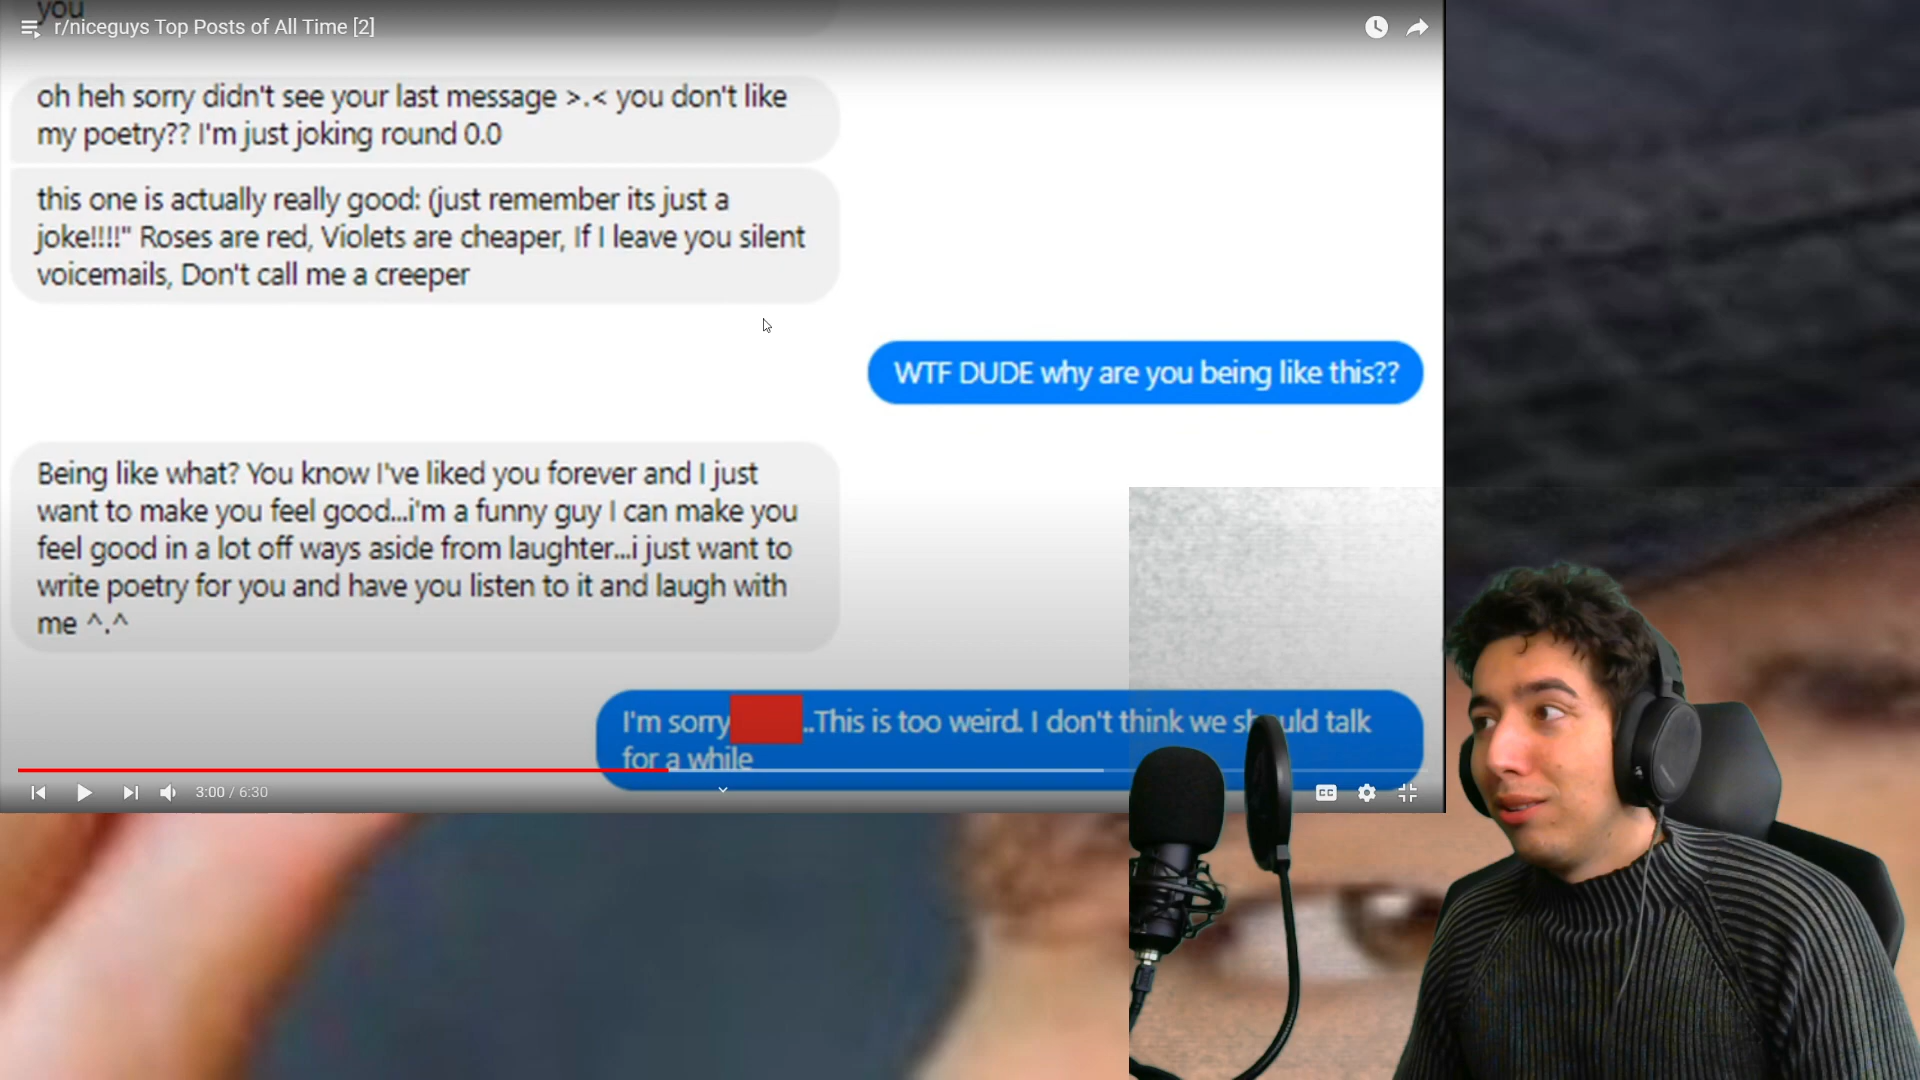 you
r/niceguys Top Posts of All Time [2]
oh heh sorry didn't see your last message >.< you don't like
my poetry?? I'm just joking round 0.0
this one is actually really good: (just remember its just a
joke!!!!" Roses are red, Violets are cheaper, If I leave you silent
voicemails, Don't call me a creeper
WTF DUDE why are you being like this??
Being like what? You know I've liked you forever and I just
want to make you feel good...i'm a funny guy I can make you
feel good in a lot off ways aside from laughter...i just want to
write poetry for you and have you listen to it and laugh with
me ^.^
I'm sorry ..This is too weird. I don't think we should talk
for a while
3:00 / 6:30
CC